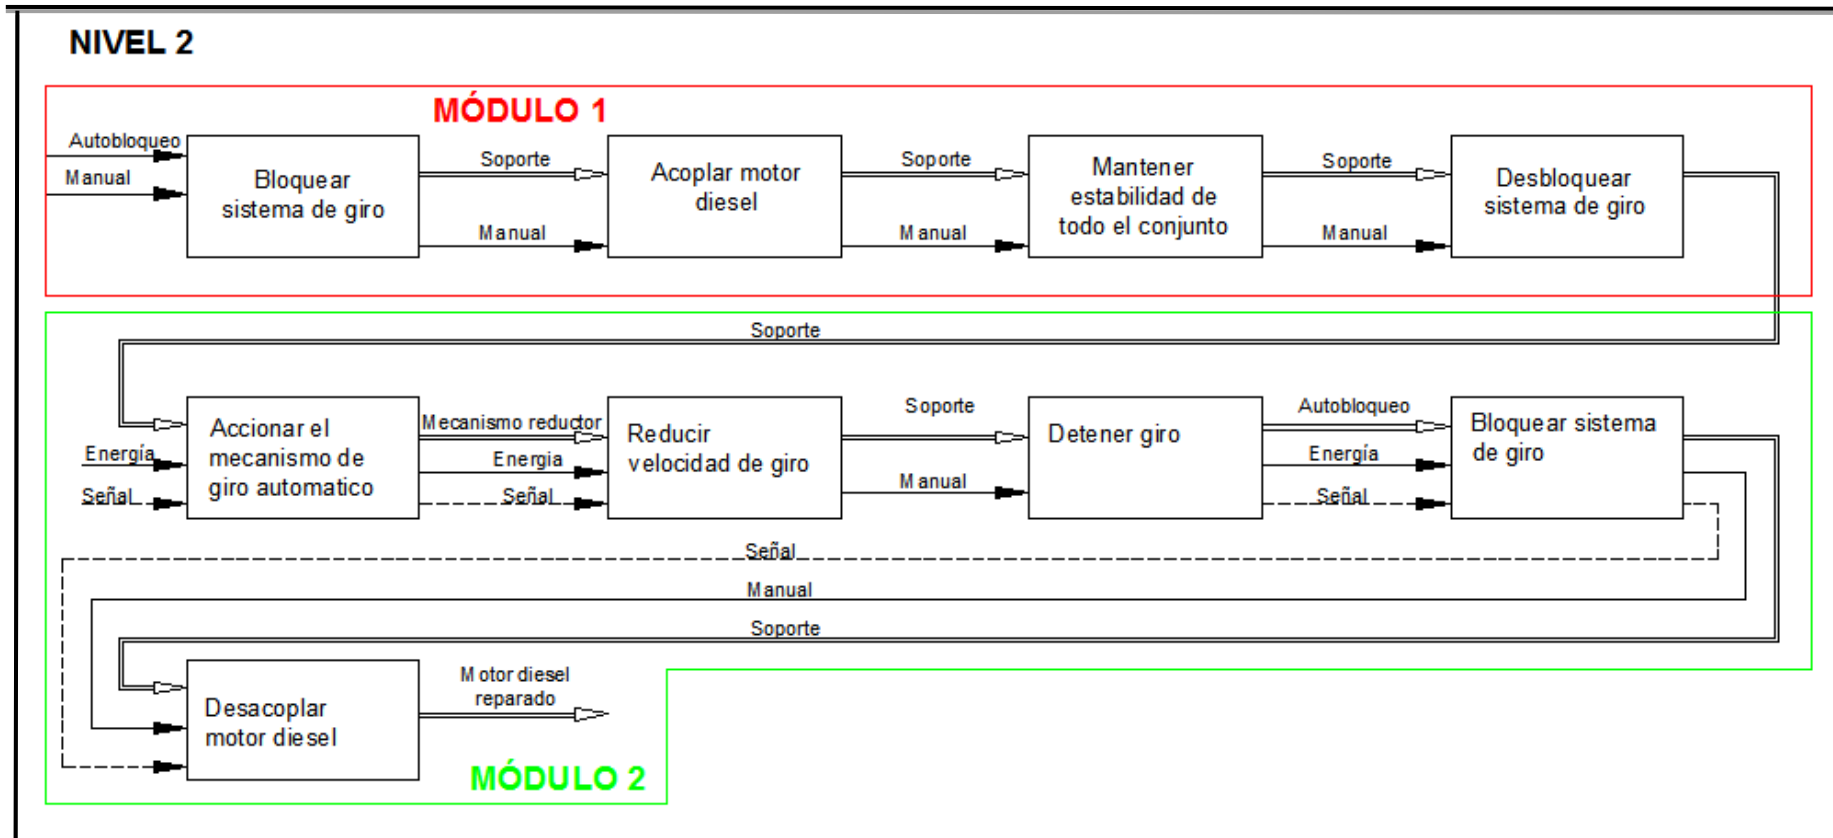 NIVEL 2
MÓDULO 1
Autobloqueo
Manual
Bloquear
sistema de giro
Soporte
Manual
Acoplar motor
diesel
Soporte
Manual
Mantener
estabilidad de
todo el conjunto
Soporte
Manual
Desbloquear
sistema de giro
Soporte
Energía
Señal
Accionar el
mecanismo de
giro automatico
Mecanismo reductor
Energia
Señal
Reducir
velocidad de giro
Soporte
Manual
Detener giro
Autobloqueo
Energía
Señal
Bloquear sistema
de giro
Señal
Manual
Soporte
Desacoplar
motor diesel
Motor diesel
reparado
MÓDULO 2